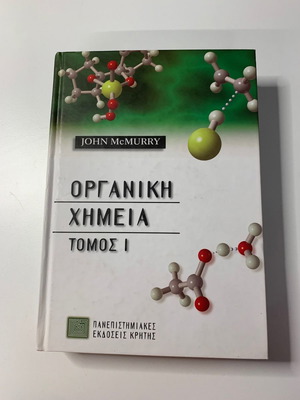 JOHN McMURRY
ΟΡΓΑΝΙΚΗ
ΧΗΜΕΙΑ
ΤΟΜΟΣ Ι
ΠΑΝΕΠΙΣΤΗΜΙΑΚΕΣ
ΕΚΔΟΣΕΙΣ ΚΡΗΤΗΣ